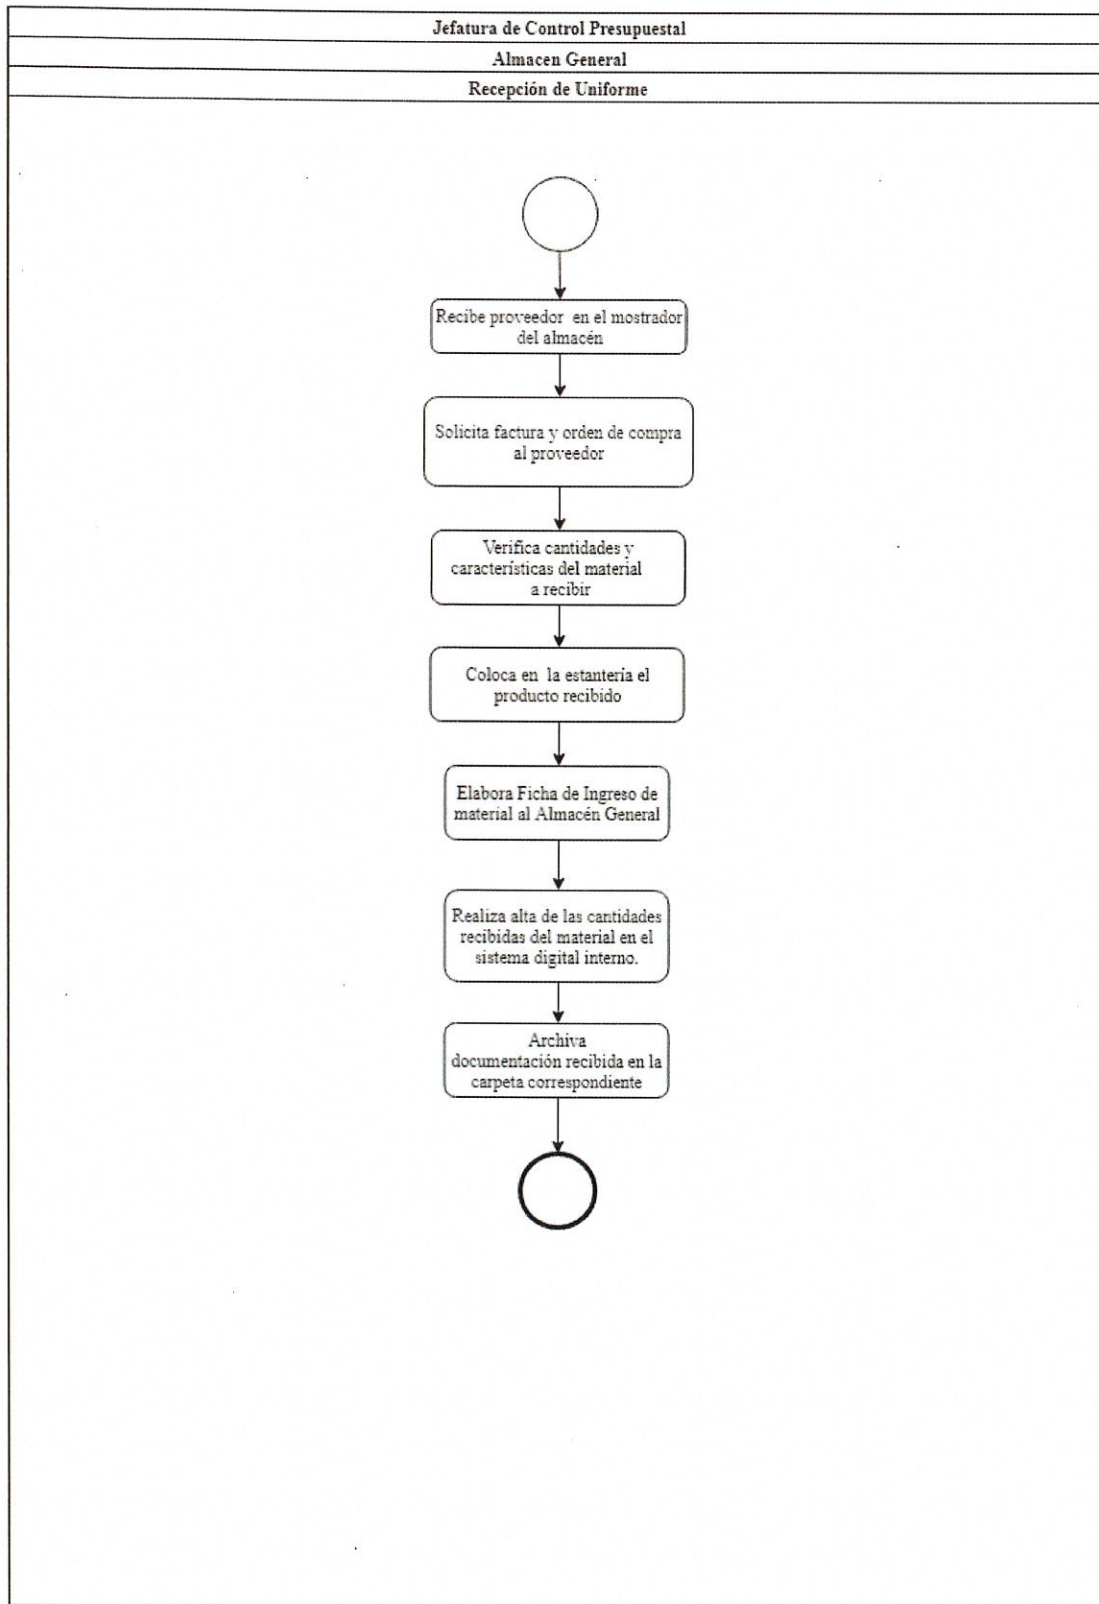 Jefatura de Control Presupuestal
Almacen General
Recepción de Uniforme
Recibe proveedor en el mostrador
del almacén
Solicita factura y orden de compra
al proveedor
Verifica cantidades y
características del material
a recibir
Coloca en la estantería el
producto recibido
Elabora Ficha de Ingreso de
material al Almacén General
Realiza alta de las cantidades
recibidas del material en el
sistema digital interno.
Archiva
documentación recibida en la
carpeta correspondiente